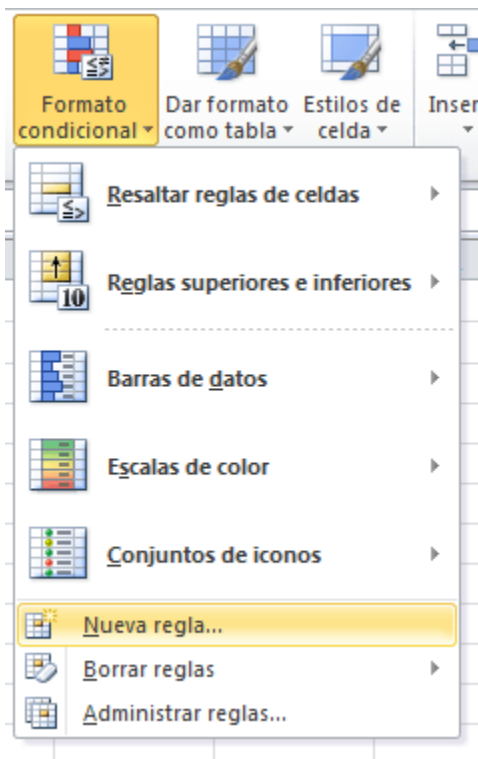 Formato condicional
Dar formato como tabla
Estilos de celda
Inser
Resaltar reglas de celdas
10
Reglas superiores e inferiores
Barras de datos
Escalas de color
Conjuntos de iconos
Nueva regla...
Borrar reglas
Administrar reglas...